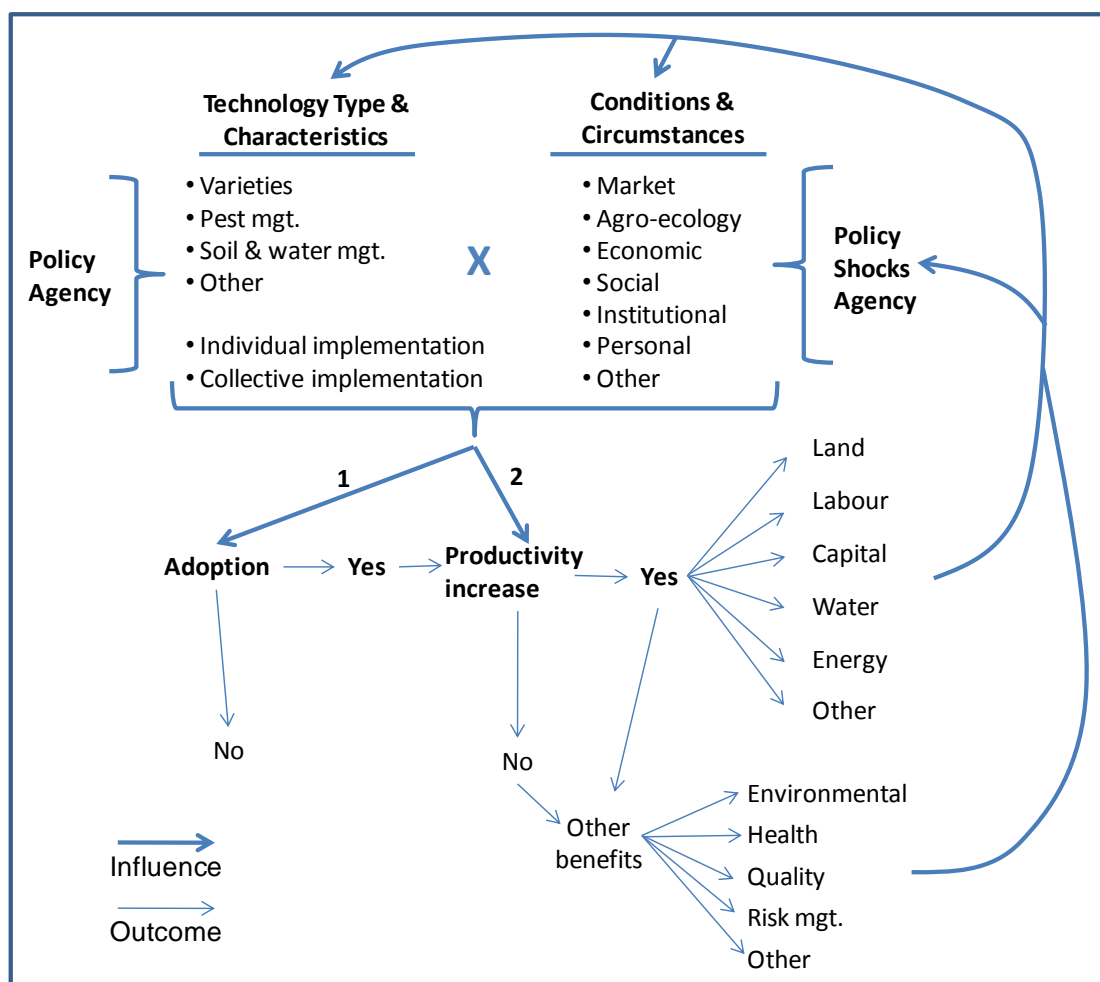 Technology Type &
Characteristics
Conditions &
Circumstances
Policy
Agency
• Varieties
• Pest mgt.
• Soil & water mgt.
• Other
• Individual implementation
• Collective implementation
X
• Market
• Agro-ecology
• Economic
• Social
• Institutional
• Personal
• Other
Policy
Shocks
Agency
1
2
Adoption
Yes
Productivity
increase
Yes
Land
Labour
Capital
Water
Energy
Other
No
No
Other
benefits
Environmental
Health
Quality
Risk mgt.
Other
Influence
Outcome